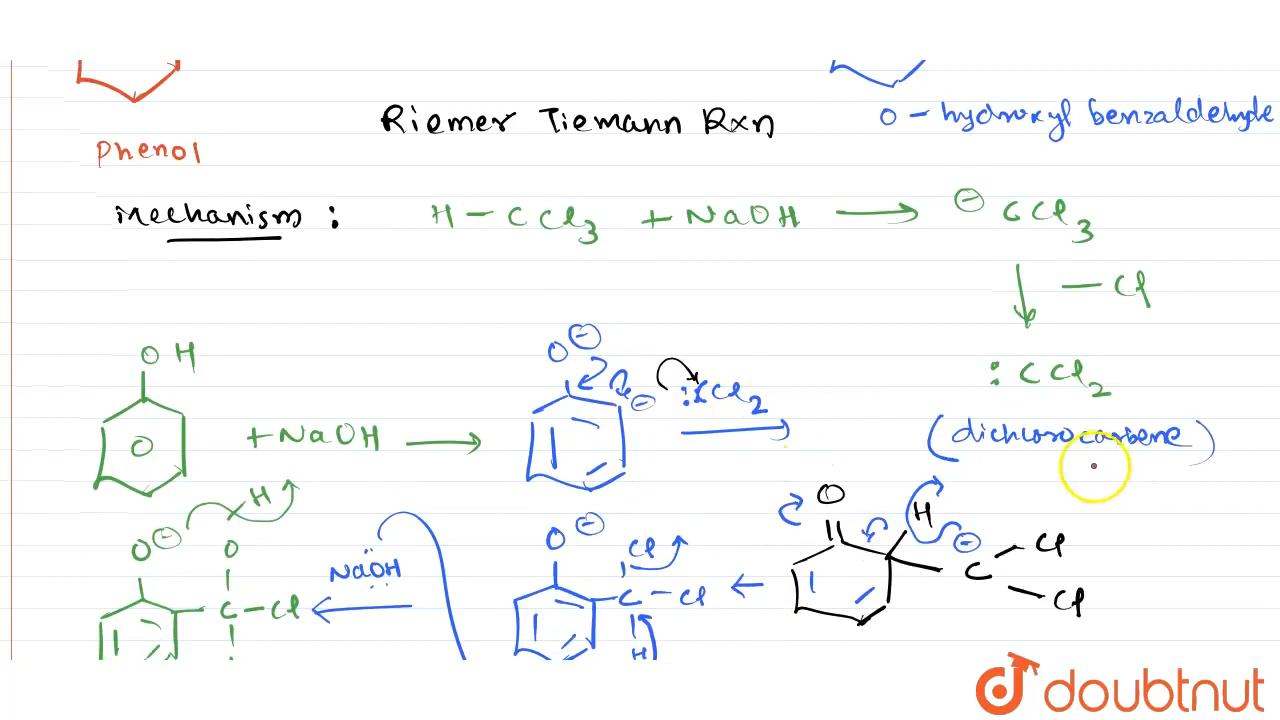 Riemer Tiemann Rxn
O - hydroxyl benzaldehyde
Phenol
Mechanism :
H - CCl3 + NaOH → ⊖CCl3
- Cl
: CCl2
(dichlorocarbene)
OH
+ NaOH →
O⊖
⊖ :CCl2 →
O
H
⊖
C
Cl
Cl
←
O⊖
Cl
C - Cl
H
NaOH
←
O⊖
H
O
C - Cl
doubtnut